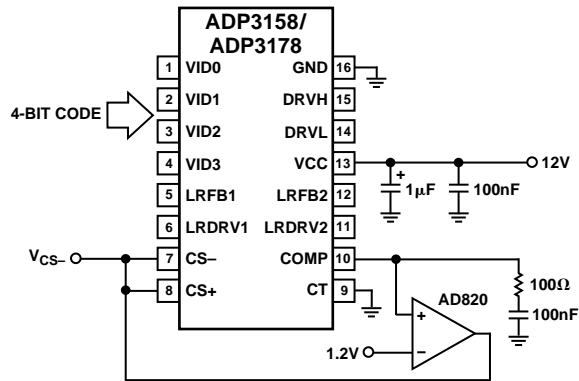 ADP3158/
ADP3178
1 VID0 GND 16
2 VID1 DRVH 15
4-BIT CODE
3 VID2 DRVL 14
4 VID3 VCC 13 12V
+
1μF 100nF
5 LRFB1 LRFB2 12
6 LRDRV1 LRDRV2 11
VCS– 7 CS– COMP 10
8 CS+ CT 9
100Ω
AD820
100nF
+
1.2V –